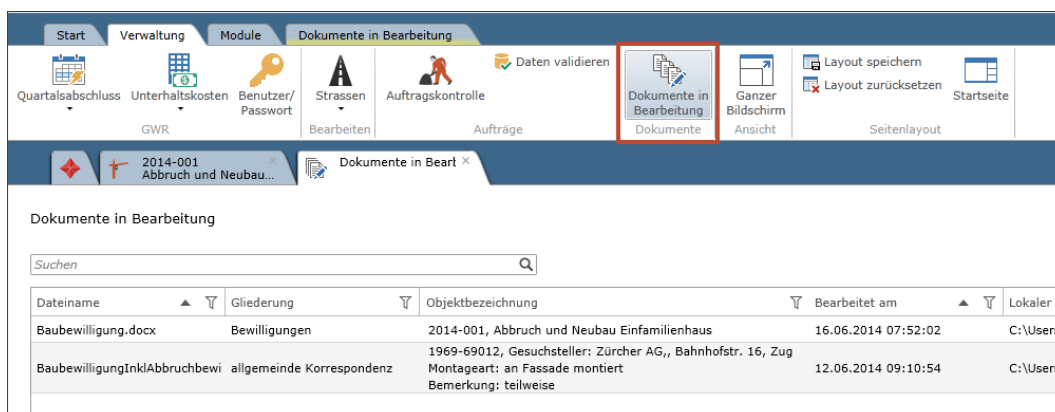 Start Verwaltung Module Dokumente in Bearbeitung
Quartalsabschluss Unterhaltskosten Benutzer/ Passwort Strassen Auftragskontrolle Daten validieren Dokumente in Bearbeitung Ganzer Bildschirm Layout speichern Startseite
Layout zurücksetzen
GWR Bearbeiten Aufträge Dokumente Ansicht Seitenlayout
2014-001 Dokumente in Beart
Abbruch und Neubau...
Dokumente in Bearbeitung
Suchen
Dateiname Gliederung Objektbezeichnung Bearbeitet am Lokaler
Baubewilligung.docx Bewilligungen 2014-001, Abbruch und Neubau Einfamilienhaus 16.06.2014 07:52:02 C:\User
1969-69012, Gesuchsteller: Zürcher AG,, Bahnhofstr. 16, Zug
BaubewilligungInklAbbruchbewi allgemeinde Korrespondenz Montageart: an Fassade montiert 12.06.2014 09:10:54 C:\User
Bemerkung: teilweise